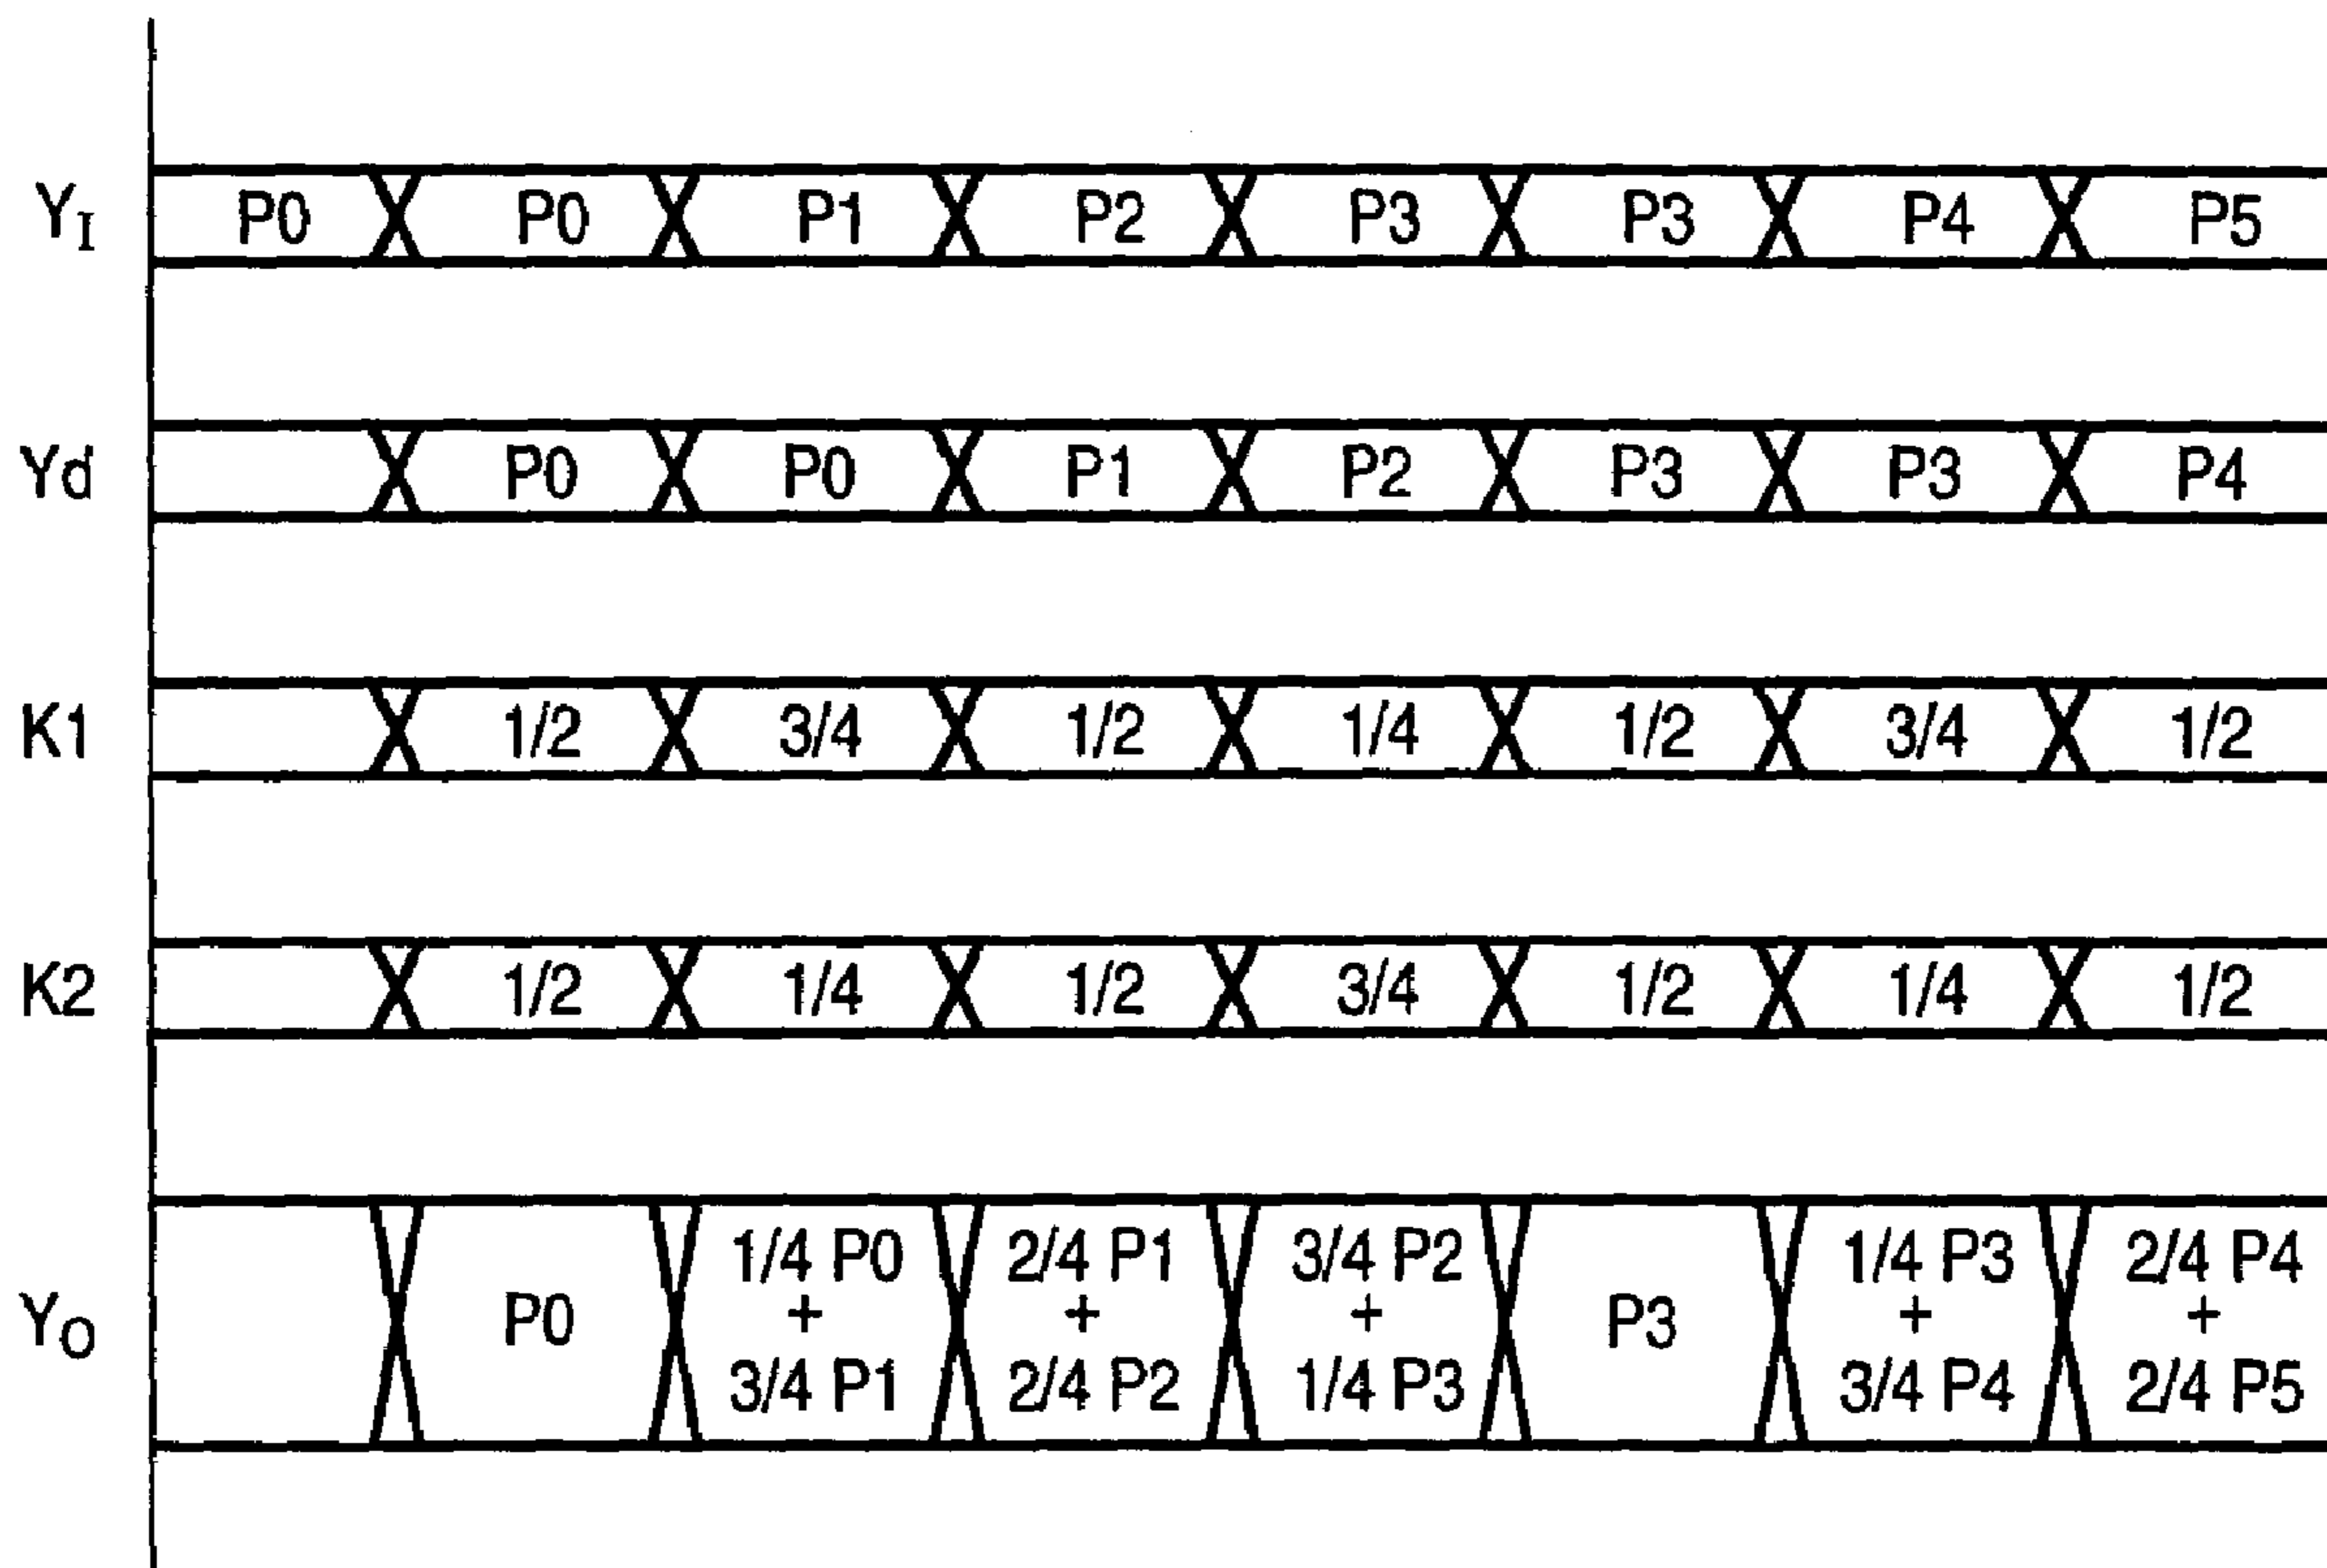 Y_I P0 P0 P1 P2 P3 P3 P4 P5
Yd P0 P0 P1 P2 P3 P3 P4
K1 1/2 3/4 1/2 1/4 1/2 3/4 1/2
K2 1/2 1/4 1/2 3/4 1/2 1/4 1/2
1/4 P0 2/4 P1 3/4 P2 1/4 P3 2/4 P4
Y_O P0 + + + P3 + +
3/4 P1 2/4 P2 1/4 P3 3/4 P4 2/4 P5